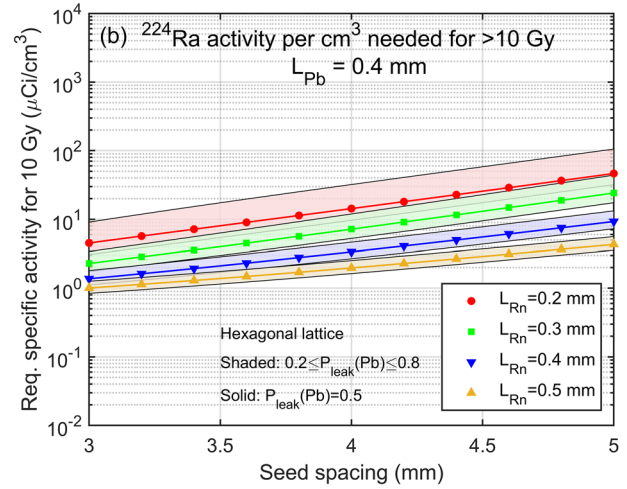 (b) ²²⁴Ra activity per cm³ needed for >10 Gy
L_Pb = 0.4 mm
Req. specific activity for 10 Gy (μCi/cm³)
10⁴
10³
10²
10¹
10⁰
10⁻¹
10⁻²
Hexagonal lattice
Shaded: 0.2≤P_leak(Pb)≤0.8
Solid: P_leak(Pb)=0.5
L_Rn=0.2 mm
L_Rn=0.3 mm
L_Rn=0.4 mm
L_Rn=0.5 mm
3 3.5 4 4.5 5
Seed spacing (mm)